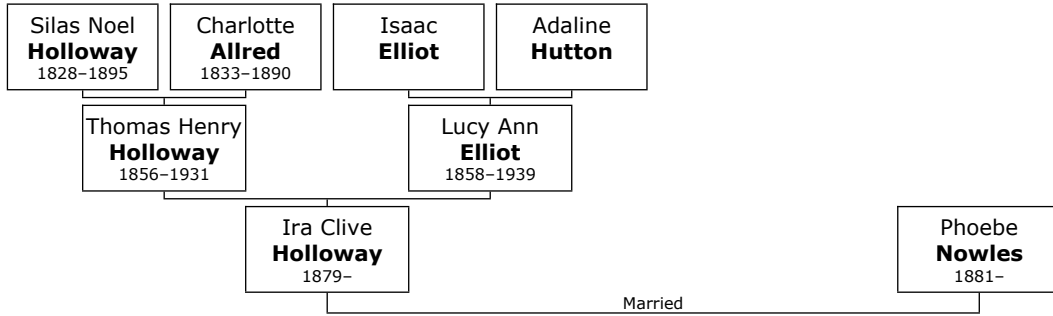 Silas Noel
Holloway
1828–1895
Charlotte
Allred
1833–1890
Isaac
Elliot
Adaline
Hutton
Thomas Henry
Holloway
1856–1931
Lucy Ann
Elliot
1858–1939
Ira Clive
Holloway
1879–
Phoebe
Nowles
1881–
Married